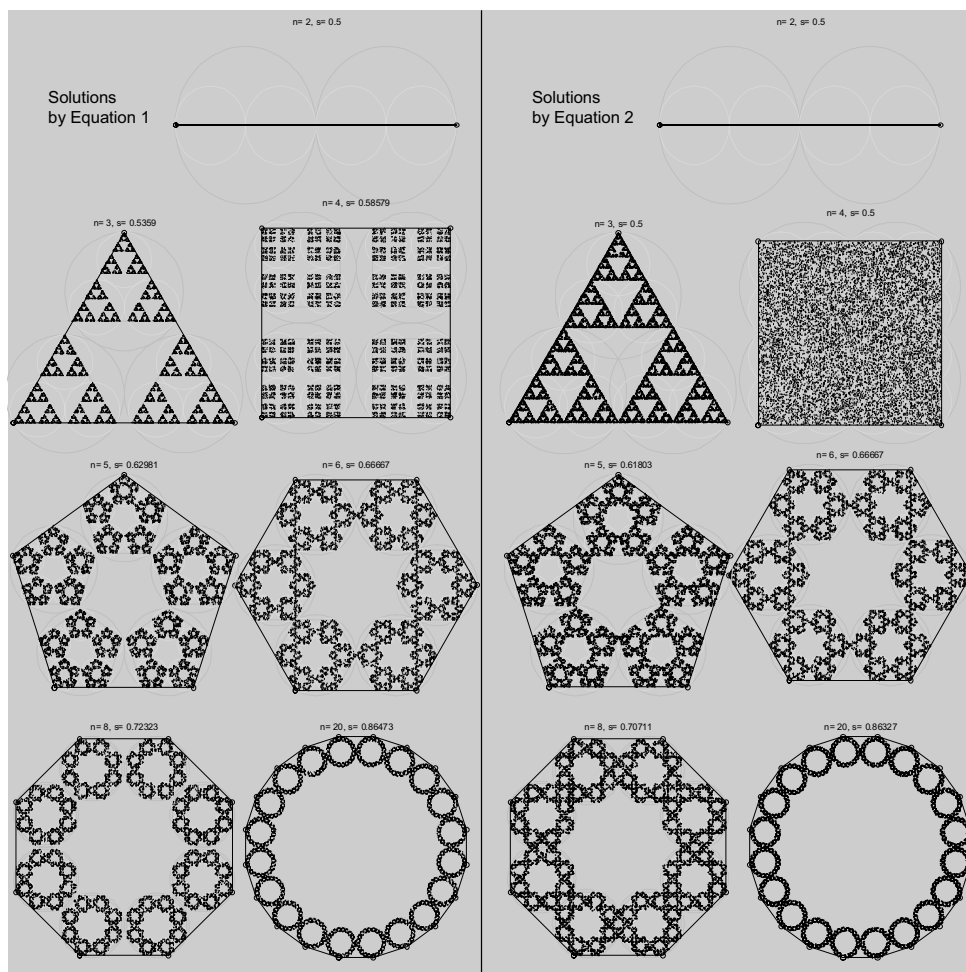 n= 2, s= 0.5
Solutions
by Equation 1
n= 3, s= 0.5359
n= 4, s= 0.58579
n= 5, s= 0.62981
n= 6, s= 0.66667
n= 8, s= 0.72323
n= 20, s= 0.86473
n= 2, s= 0.5
Solutions
by Equation 2
n= 3, s= 0.5
n= 4, s= 0.5
n= 5, s= 0.61803
n= 6, s= 0.66667
n= 8, s= 0.70711
n= 20, s= 0.86327